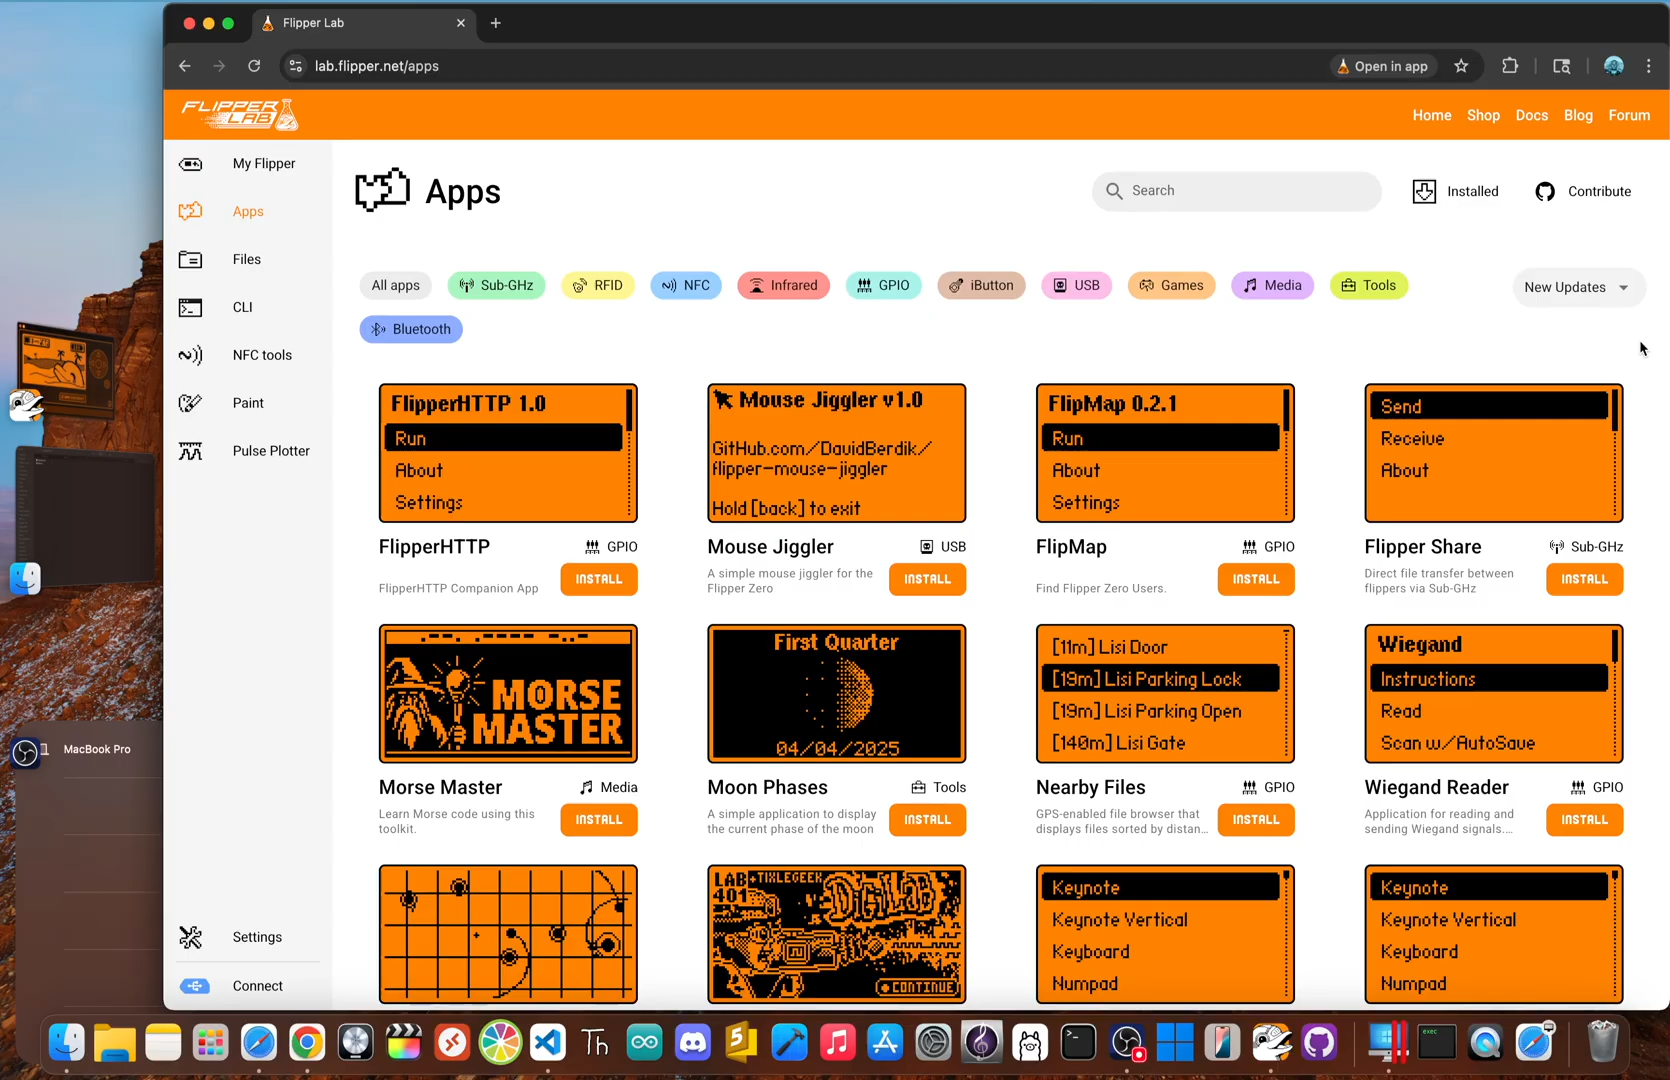 Flipper Lab
lab.flipper.net/apps
Open in app
FLIPPER
LAB
Home Shop Docs Blog Forum
My Flipper
Apps
Files
CLI
NFC tools
Paint
Pulse Plotter
Settings
Connect
Apps
Search
Installed
Contribute
All apps Sub-GHz RFID NFC Infrared GPIO iButton USB Games Media Tools
Bluetooth
New Updates
FlipperHTTP 1.0
Run
About
Settings
FlipperHTTP GPIO
FlipperHTTP Companion App
INSTALL
Mouse Jiggler v1.0
GitHub.com/DavidBerdik/
flipper-mouse-jiggler
Hold [back] to exit
Mouse Jiggler USB
A simple mouse jiggler for the
Flipper Zero
INSTALL
FlipMap 0.2.1
Run
About
Settings
FlipMap GPIO
Find Flipper Zero Users.
INSTALL
Send
Receive
About
Flipper Share Sub-GHz
Direct file transfer between
flippers via Sub-GHz
INSTALL
MORSE
MASTER
Morse Master Media
Learn Morse code using this
toolkit.
INSTALL
First Quarter
04/04/2025
Moon Phases Tools
A simple application to display
the current phase of the moon
INSTALL
[11m] Lisi Door
[19m] Lisi Parking Lock
[19m] Lisi Parking Open
[140m] Lisi Gate
Nearby Files GPIO
GPS-enabled file browser that
displays files sorted by distan...
INSTALL
Wiegand
Instructions
Read
Scan w/AutoSave
Wiegand Reader GPIO
Application for reading and
sending Wiegand signals....
INSTALL
LAB+TIXLEGEEK
401
DigiLab
CONTINUE
Keynote
Keynote Vertical
Keyboard
Numpad
Keynote
Keynote Vertical
Keyboard
Numpad
MacBook Pro
Th
exec